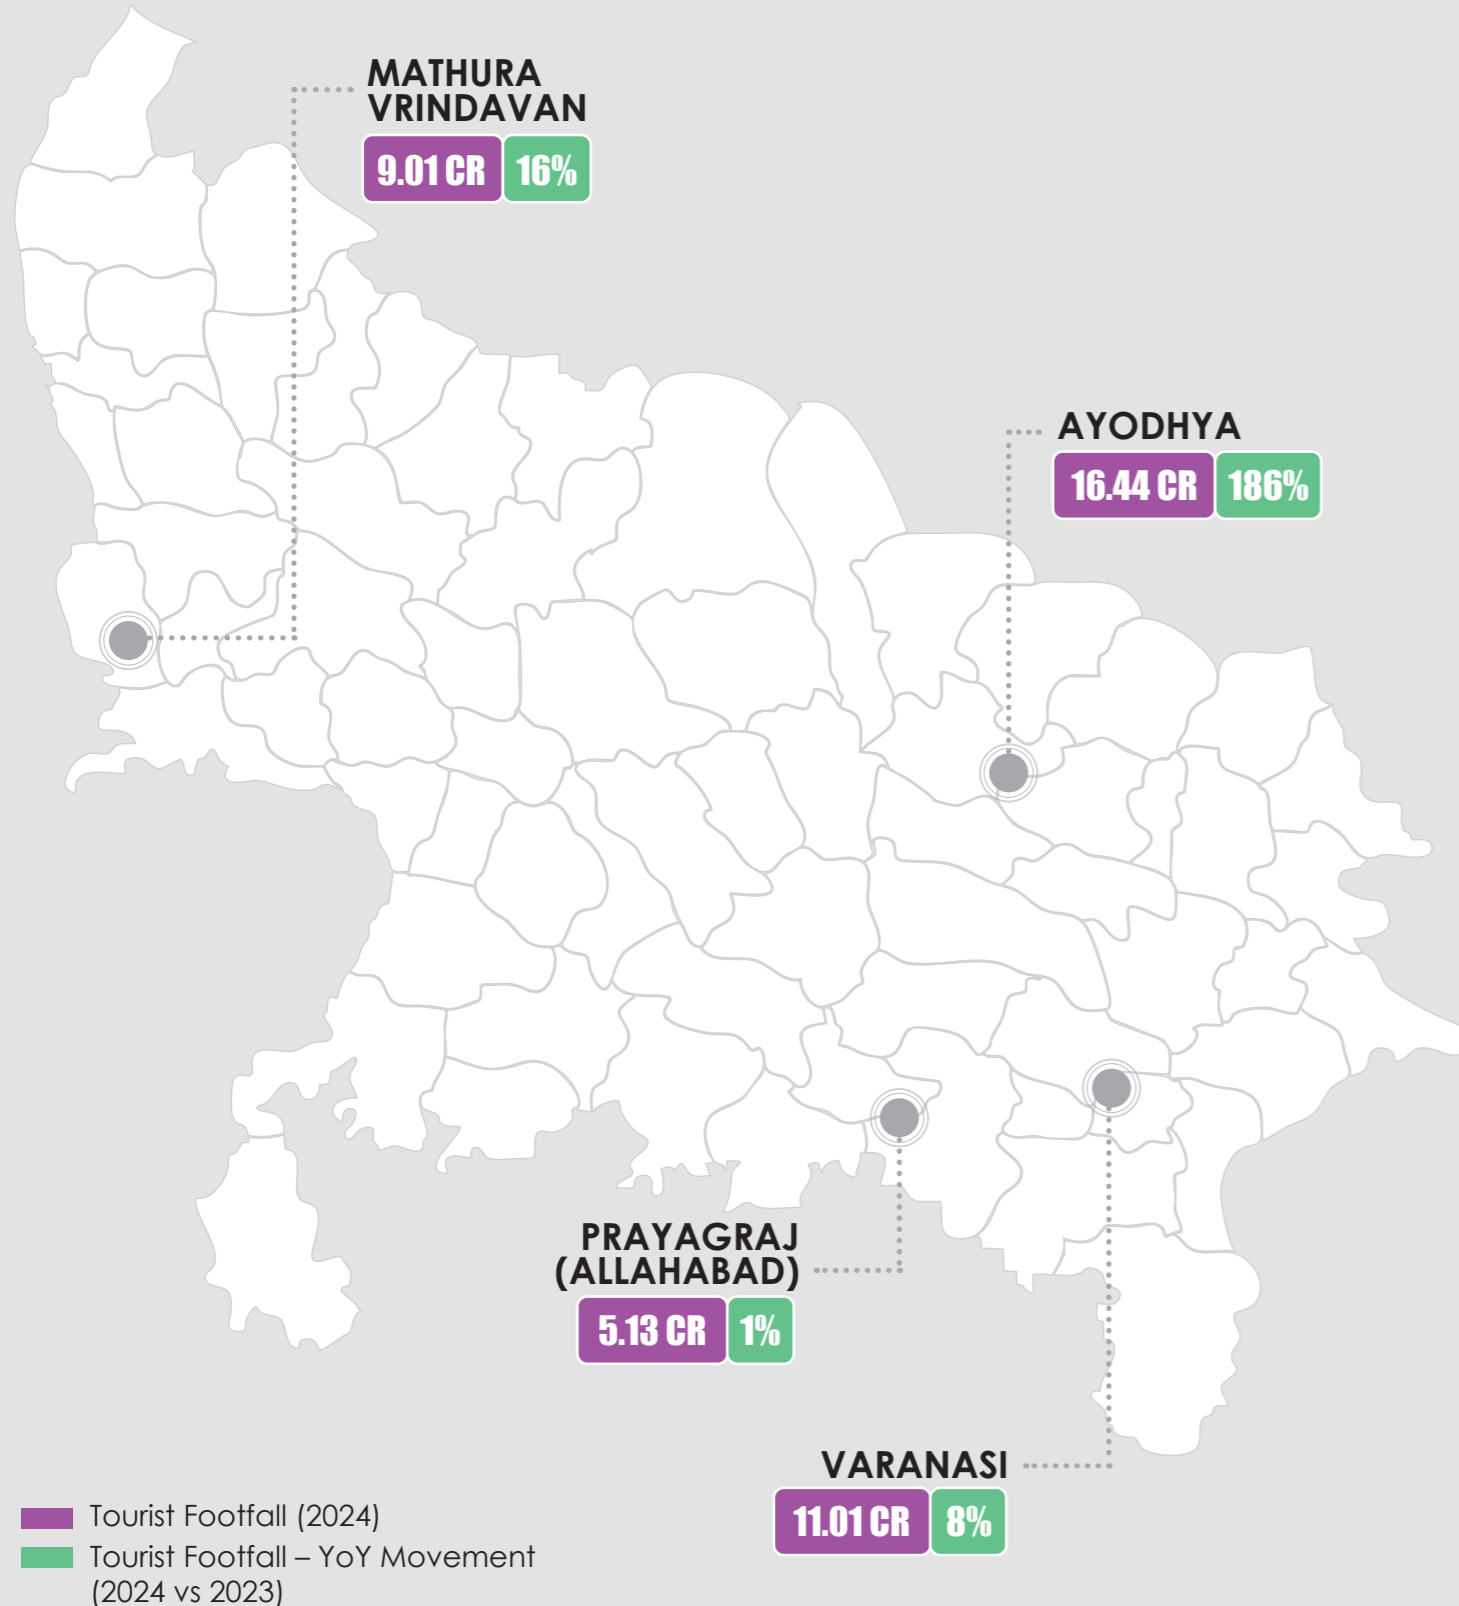 MATHURA
VRINDAVAN
9.01 CR 16%
AYODHYA
16.44 CR 186%
PRAYAGRAJ
(ALLAHABAD)
5.13 CR 1%
VARANASI
11.01 CR 8%
Tourist Footfall (2024)
Tourist Footfall – YoY Movement
(2024 vs 2023)